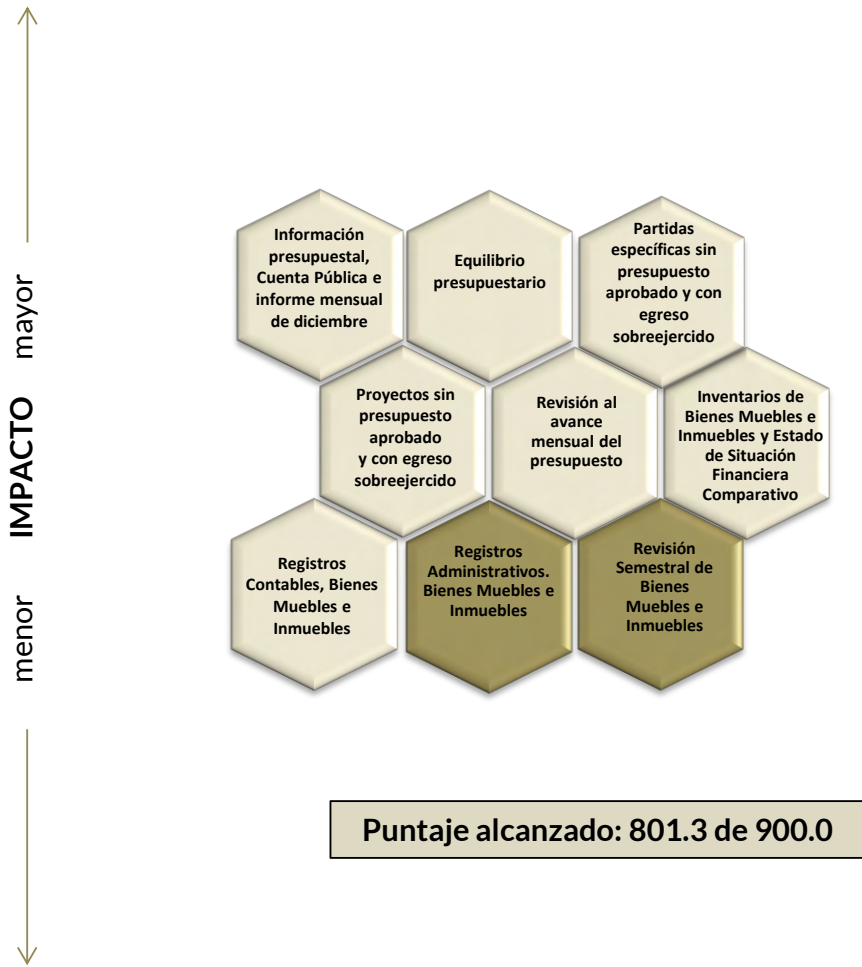 mayor
IMPACTO
menor
Información
presupuestal,
Cuenta Pública e
informe mensual
de diciembre
Equilibrio
presupuestario
Partidas
específicas sin
presupuesto
aprobado y con
egreso
sobreejercido
Proyectos sin
presupuesto
aprobado
y con egreso
sobreejercido
Revisión al
avance
mensual del
presupuesto
Inventarios de
Bienes Muebles e
Inmuebles y Estado
de Situación
Financiera
Comparativo
Registros
Contables, Bienes
Muebles e
Inmuebles
Registros
Administrativos.
Bienes Muebles e
Inmuebles
Revisión
Semestral de
Bienes
Muebles e
Inmuebles
Puntaje alcanzado: 801.3 de 900.0